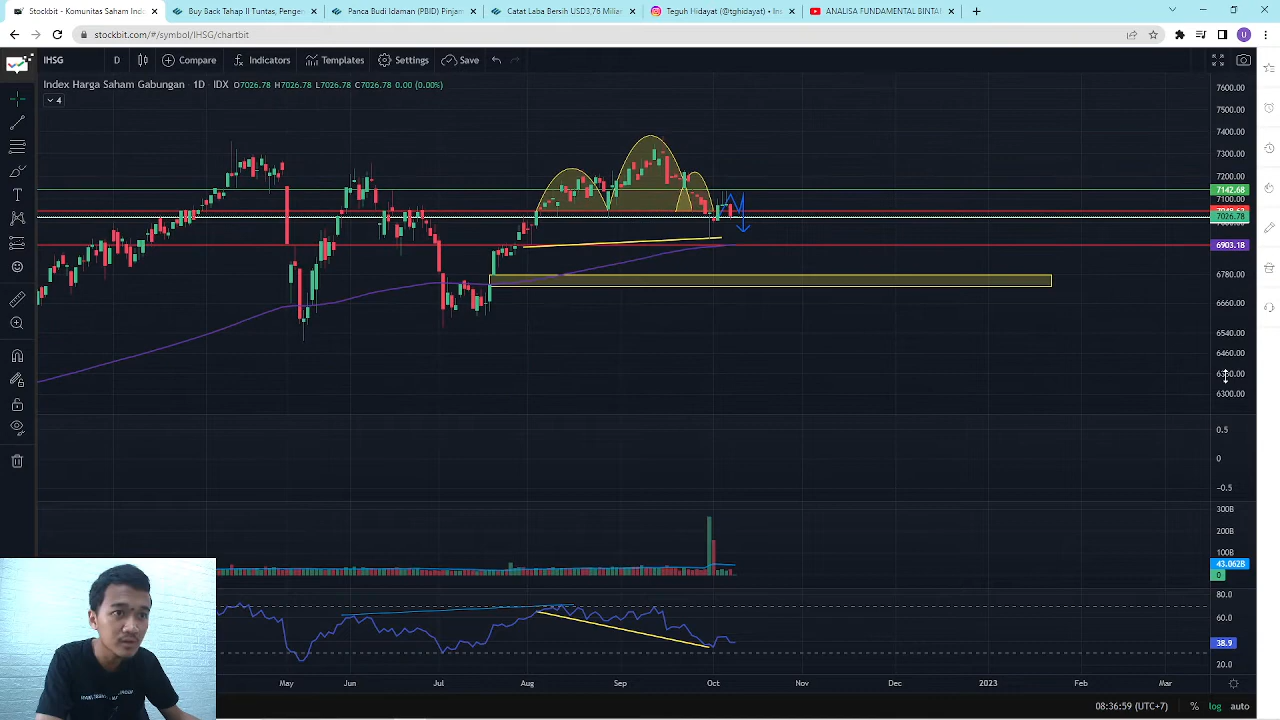 Stockbit - Komunitas Saham Indo
Buy Back Tahap II Tuntas, Pengen
Panca Budi Idaman (PBID) Pinjam
Catat Laba Bersih USD3,78 Miliar
Teguh Hidayat (@tghidayat) • Ins
ANALISA FUNDAMENTAL BINTAN
stockbit.com/#/symbol/IHSG/chartbit
U
IHSG
D
Compare
Indicators
Templates
Settings
Save
Index Harga Saham Gabungan 1D IDX O7026.78 H7026.78 L7026.78 C7026.78 0.00 (0.00%)
4
7600.00
7500.00
7400.00
7300.00
7200.00
7142.68
7100.00
7026.78
6903.18
6780.00
6660.00
6540.00
6460.00
6300.00
0.5
0
-0.5
300B
200B
100B
43.062B
0
80.0
60.0
38.9
20.0
May Jun Jul Aug Sep Oct Nov Dec 2023 Feb Mar
08:36:59 (UTC+7) % log auto